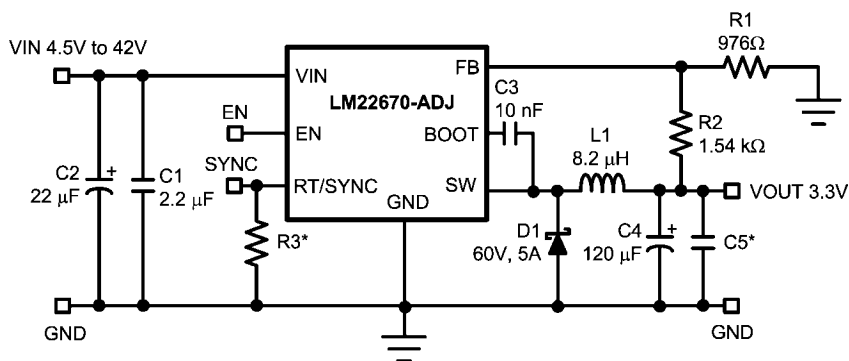 R1
976Ω
VIN 4.5V to 42V
VIN
FB
LM22670-ADJ
C3
10 nF
R2
1.54 kΩ
EN
EN
BOOT
L1
8.2 μH
SYNC
RT/SYNC
SW
GND
VOUT 3.3V
C2
+
22 μF
C1
2.2 μF
R3*
D1
60V, 5A
C4
+
120 μF
C5*
GND
GND